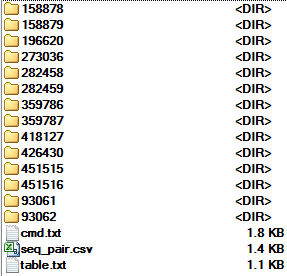 158878 <DIR>
158879 <DIR>
196620 <DIR>
273036 <DIR>
282458 <DIR>
282459 <DIR>
359786 <DIR>
359787 <DIR>
418127 <DIR>
426430 <DIR>
451515 <DIR>
451516 <DIR>
93061 <DIR>
93062 <DIR>
cmd.txt 1.8 KB
seq_pair.csv 1.4 KB
table.txt 1.1 KB